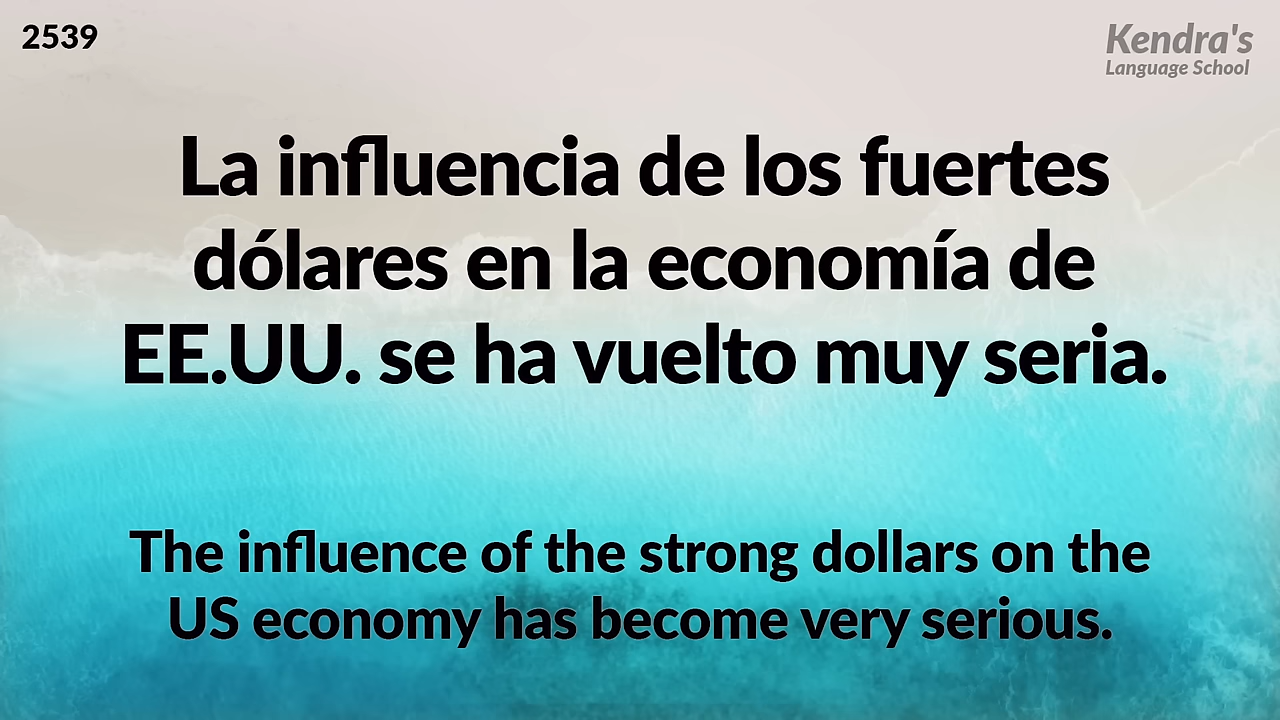 2539
Kendra's
Language School
La influencia de los fuertes
dólares en la economía de
EE.UU. se ha vuelto muy seria.
The influence of the strong dollars on the
US economy has become very serious.